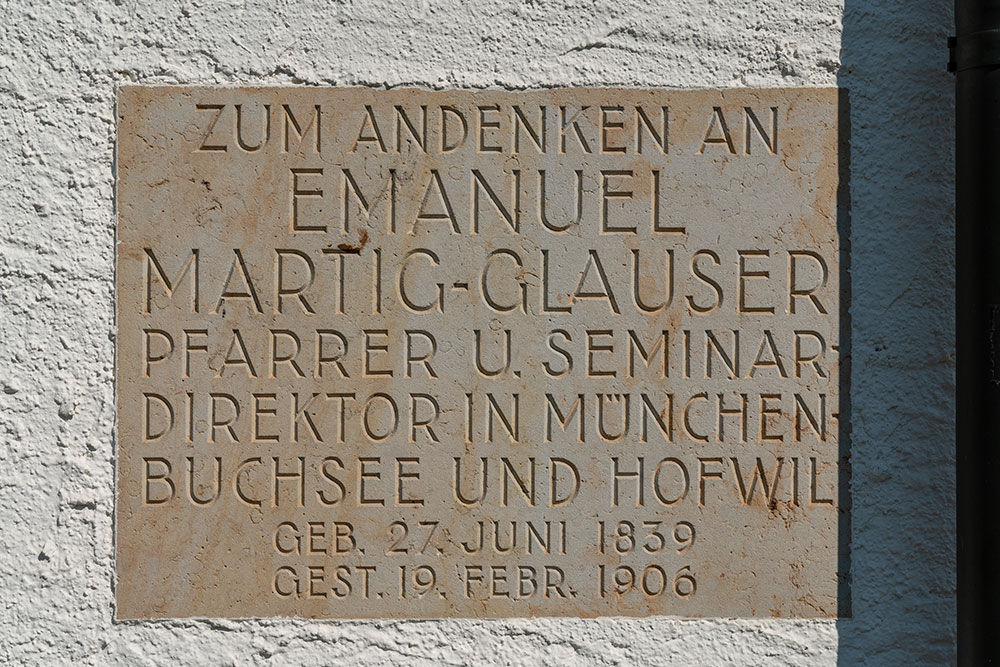 ZUM ANDENKEN AN
EMANUEL
MARTIG-GLAUSER
PFARRER U. SEMINAR-
DIREKTOR IN MÜNCHEN-
BUCHSEE UND HOFWIL
GEB. 27. JUNI 1839
GEST. 19. FEBR. 1906